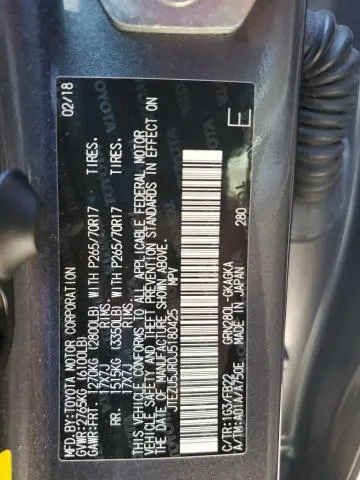 MFD.BY: TOYOTA MOTOR CORPORATION 02/18
GVWR: 2765KG (6100LB)
GAWR: FRT. 1270KG (2800LB) WITH P265/70R17 TIRES.
17X7J RIMS
RR. 1515KG (3350LB) WITH P265/70R17 TIRES.
17X7J RIMS
THIS VEHICLE CONFORMS TO ALL APPLICABLE FEDERAL MOTOR
VEHICLE SAFETY, BUMPER, AND THEFT PREVENTION STANDARDS IN EFFECT
ON THE DATE OF MANUFACTURE SHOWN ABOVE.
JTEZU5JR0J5180425 MPV
C/TR: 1G3/FB22 GRN280L-GKAGKA 280 E
A/TM: A01A/A750E MADE IN JAPAN